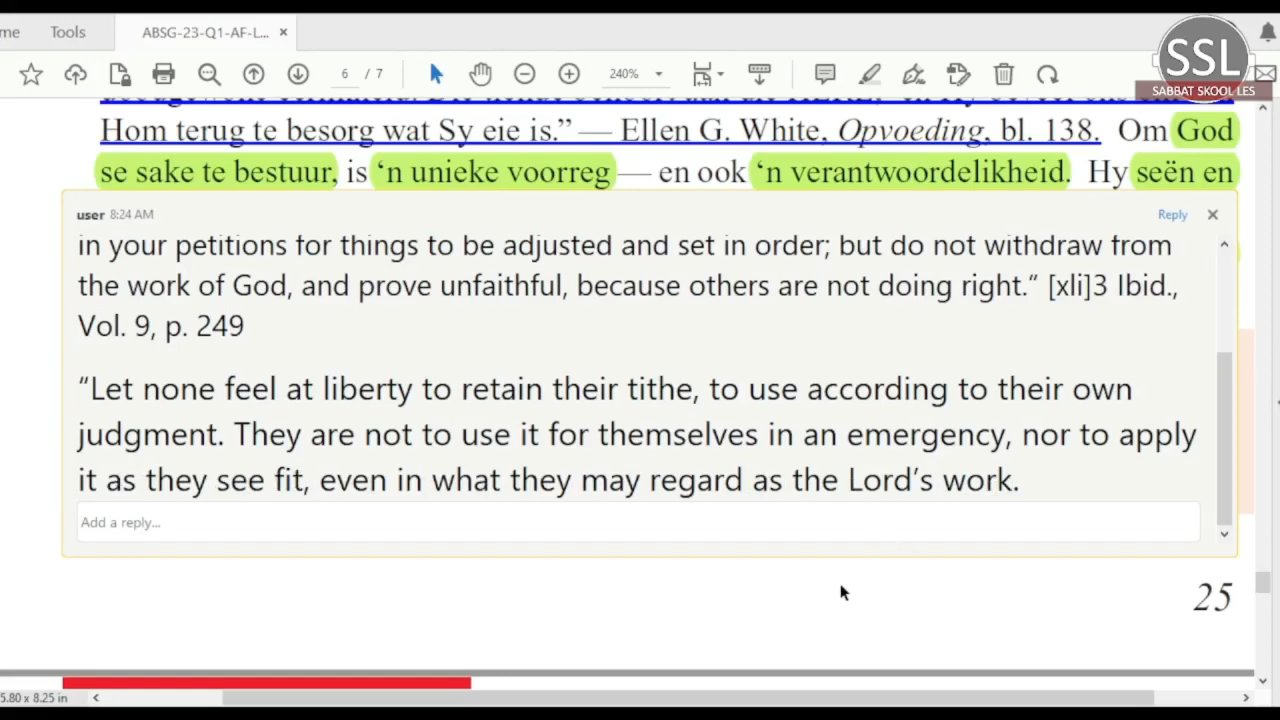 me
Tools
ABSG-23-Q1-AF-L... ×
SSL
SABBAT SKOOL LES
6 / 7
240%
Hom terug te besorg wat Sy eie is.” — Ellen G. White, Opvoeding, bl. 138. Om God
se sake te bestuur, is ‘n unieke voorreg — en ook ‘n verantwoordelikheid. Hy seën en
user 8:24 AM
Reply
in your petitions for things to be adjusted and set in order; but do not withdraw from
the work of God, and prove unfaithful, because others are not doing right.“ [xli]3 Ibid.,
Vol. 9, p. 249
“Let none feel at liberty to retain their tithe, to use according to their own
judgment. They are not to use it for themselves in an emergency, nor to apply
it as they see fit, even in what they may regard as the Lord’s work.
Add a reply...
25
5.80 x 8.25 in